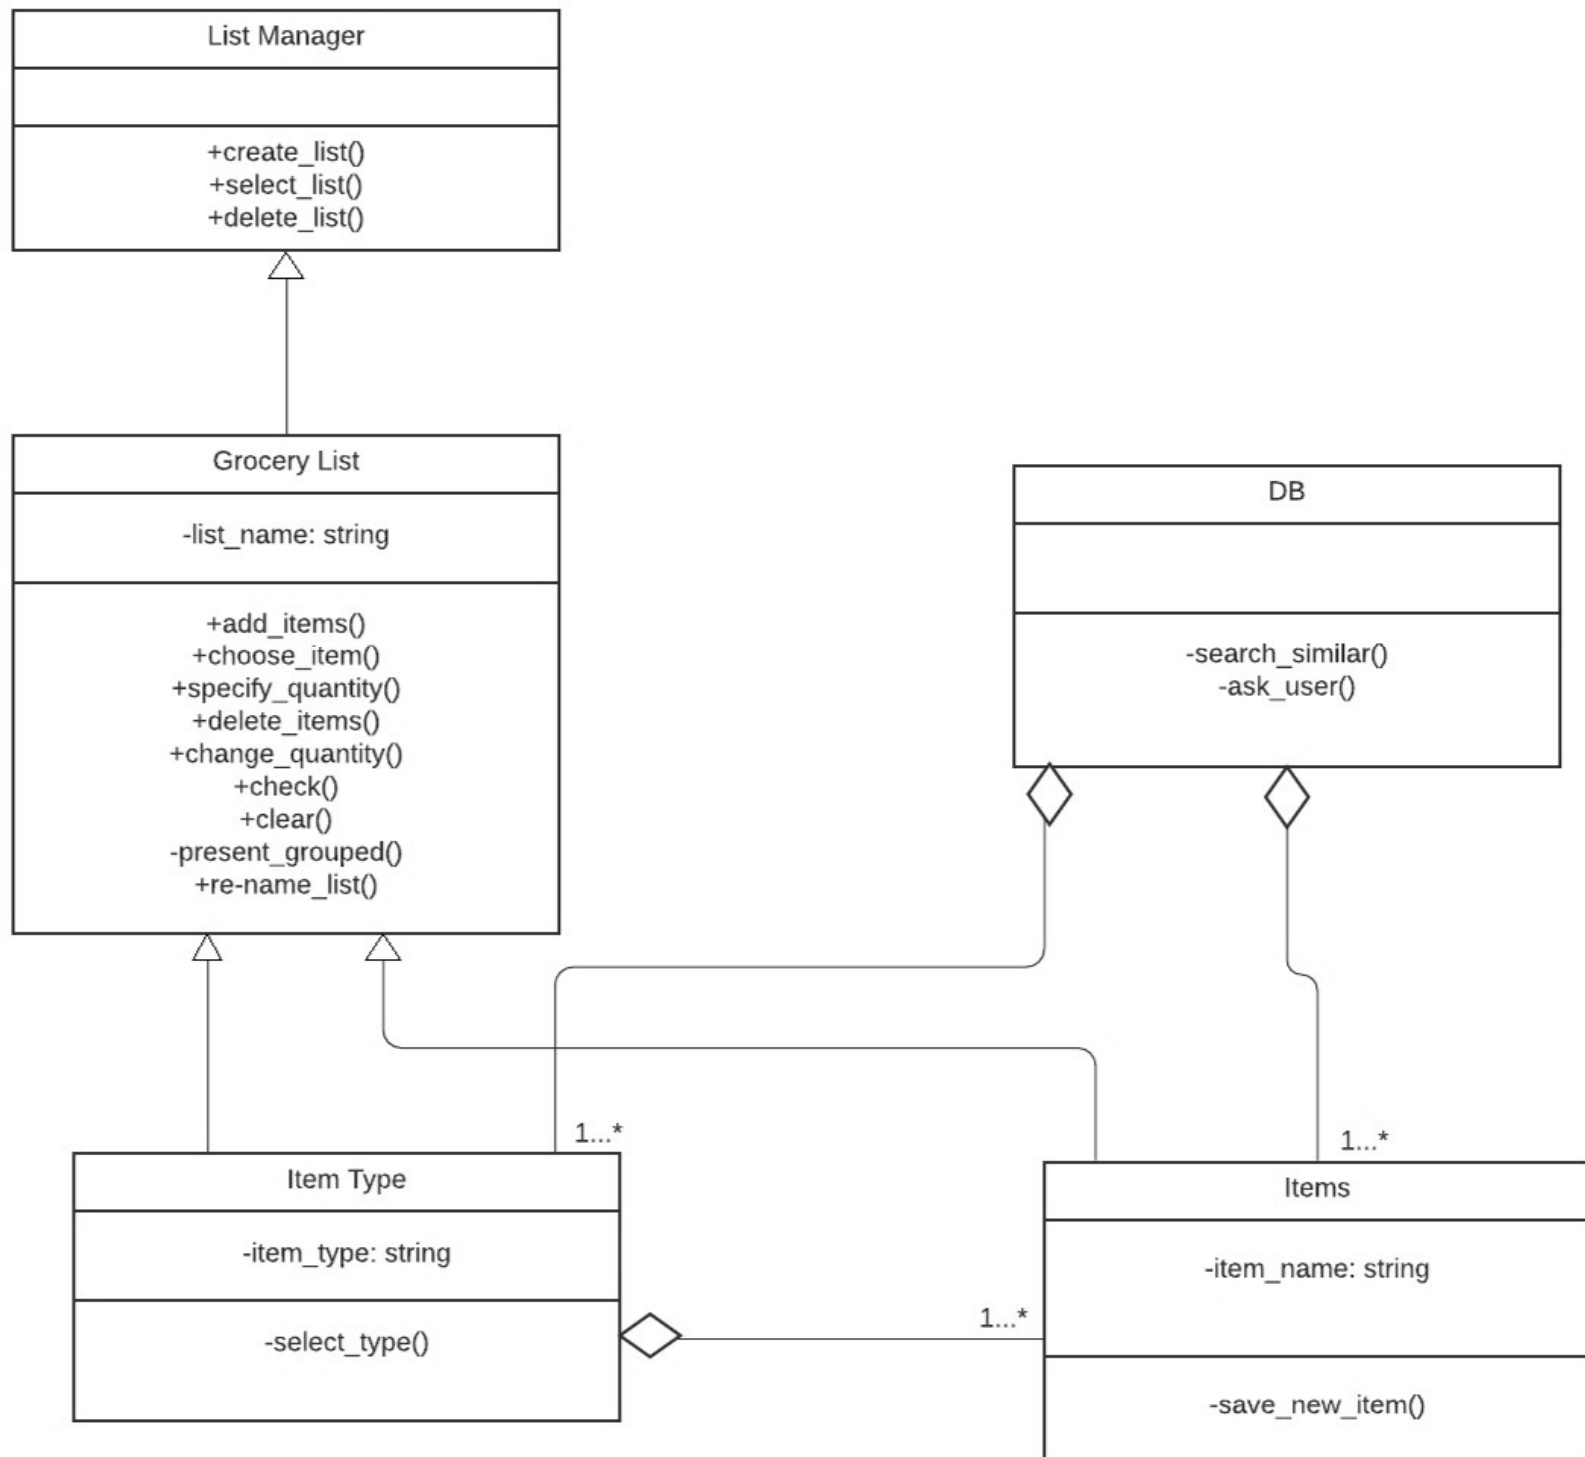 List Manager
+create_list()
+select_list()
+delete_list()
Grocery List
-list_name: string
+add_items()
+choose_item()
+specify_quantity()
+delete_items()
+change_quantity()
+check()
+clear()
-present_grouped()
+re-name_list()
DB
-search_similar()
-ask_user()
1...*
Item Type
-item_type: string
-select_type()
1...*
1...*
Items
-item_name: string
-save_new_item()